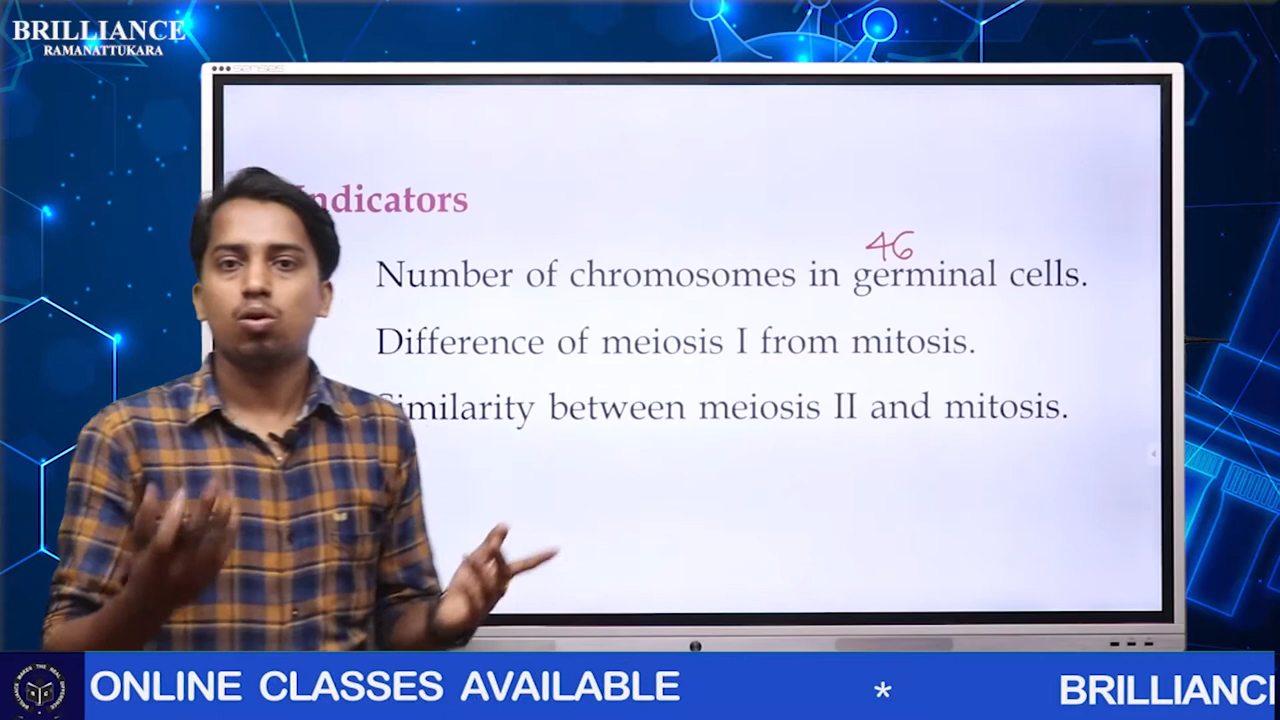 BRILLIANCE
RAMANATTUKARA
Indicators
46
Number of chromosomes in germinal cells.
Difference of meiosis I from mitosis.
Similarity between meiosis II and mitosis.
ONLINE CLASSES AVAILABLE * BRILLIANC